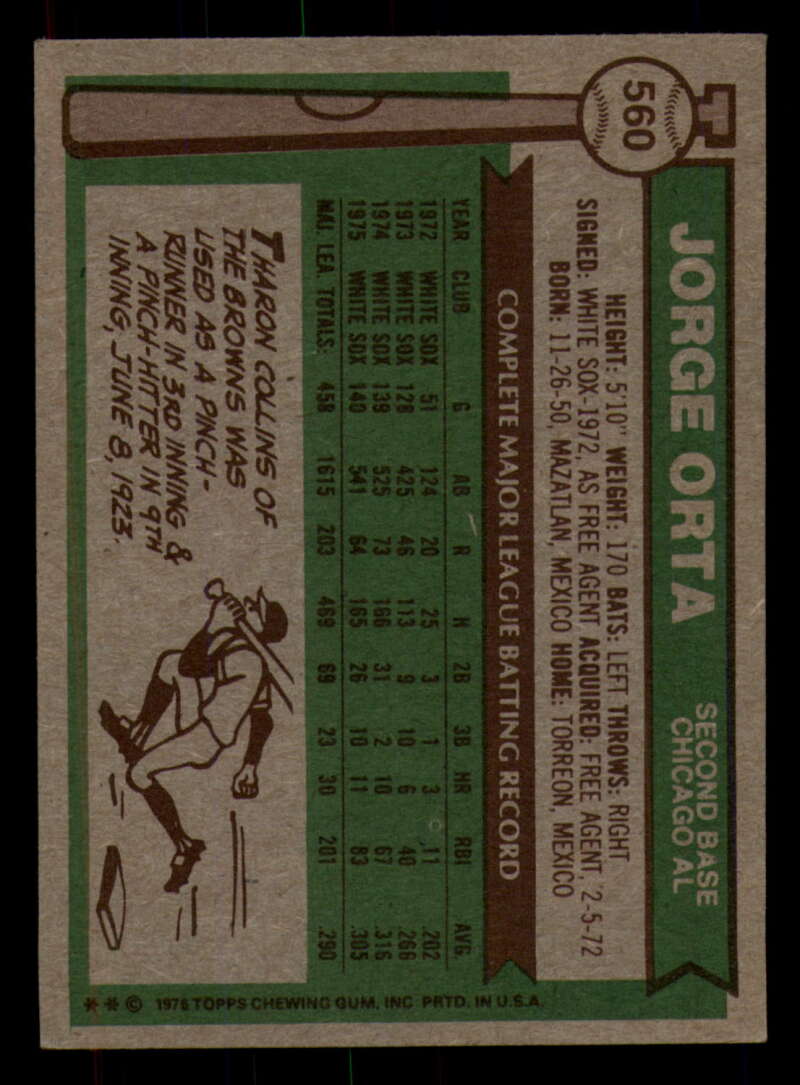 560
JORGE ORTA
SECOND BASE
CHICAGO AL
HEIGHT: 5'10" WEIGHT: 170 BATS: LEFT THROWS: RIGHT
SIGNED: WHITE SOX-1972, AS FREE AGENT ACQUIRED: FREE AGENT, 2-5-72
BORN: 11-26-50, MAZATLAN, MEXICO HOME: TORREON, MEXICO
COMPLETE MAJOR LEAGUE BATTING RECORD
YEAR CLUB G AB R H 2B 3B HR RBI AVG.
1972 WHITE SOX 51 124 20 25 3 1 3 11 .202
1973 WHITE SOX 128 425 46 113 9 10 6 40 .266
1974 WHITE SOX 139 525 73 166 31 2 10 67 .316
1975 WHITE SOX 140 541 64 165 26 10 11 83 .305
MAJ. LEA. TOTALS: 458 1615 203 469 69 23 30 201 .290
THARON COLLINS OF
THE BROWNS WAS
USED AS A PINCH-
RUNNER IN 3RD INNING &
A PINCH-HITTER IN 9TH
INNING, JUNE 8, 1923.
** © 1976 TOPPS CHEWING GUM, INC. PRTD. IN U.S.A.